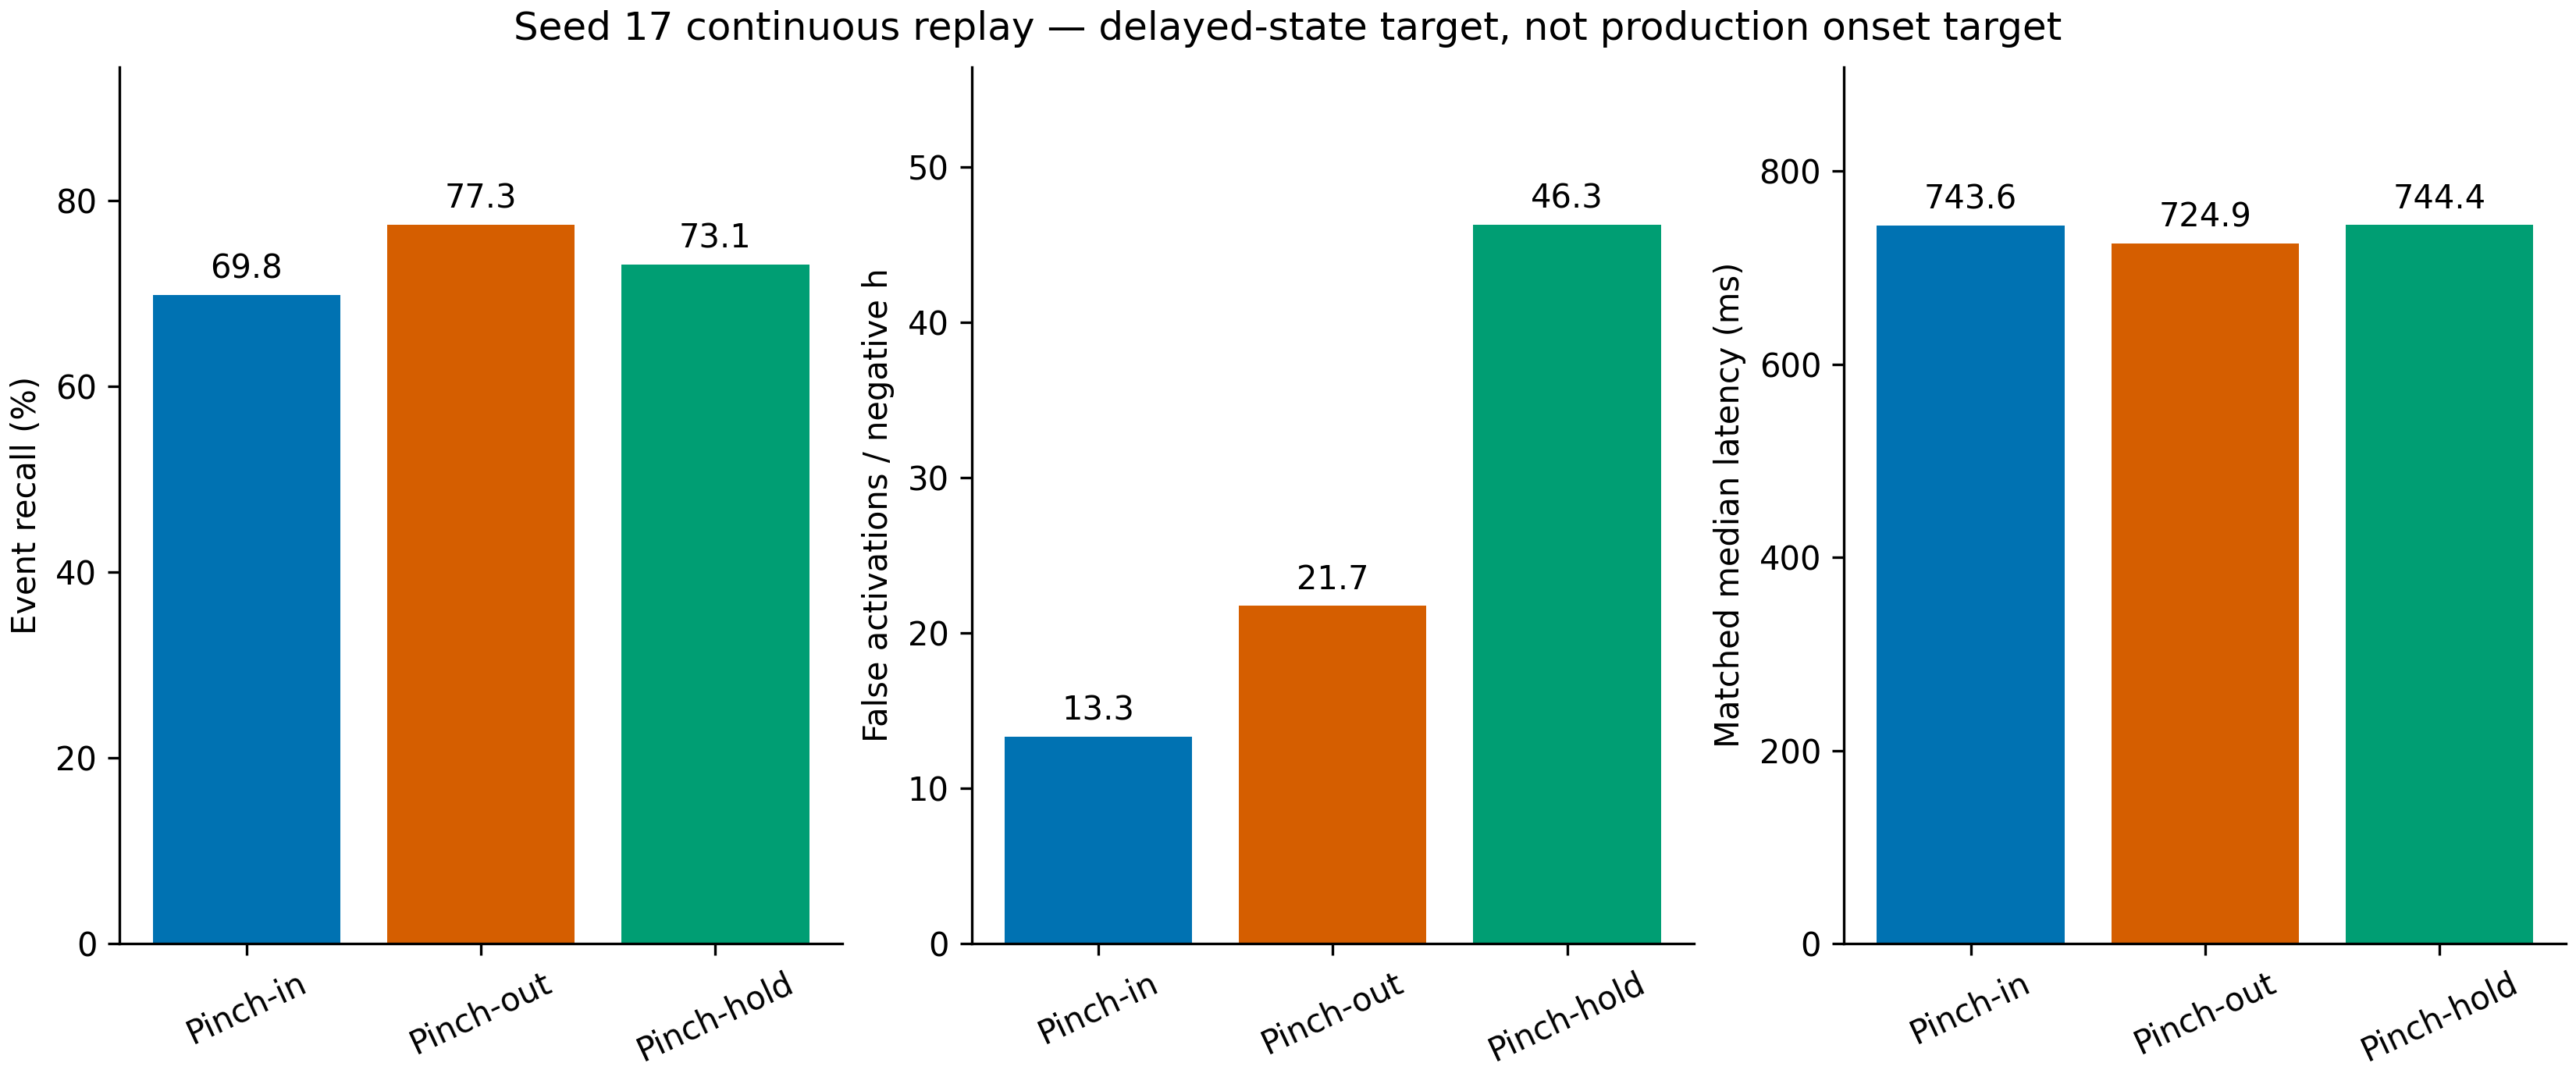 Seed 17 continuous replay — delayed-state target, not production onset target
Event recall (%)
80
60
40
20
0
69.8
77.3
73.1
Pinch-in
Pinch-out
Pinch-hold
False activations / negative h
50
40
30
20
10
0
13.3
21.7
46.3
Pinch-in
Pinch-out
Pinch-hold
Matched median latency (ms)
800
600
400
200
0
743.6
724.9
744.4
Pinch-in
Pinch-out
Pinch-hold